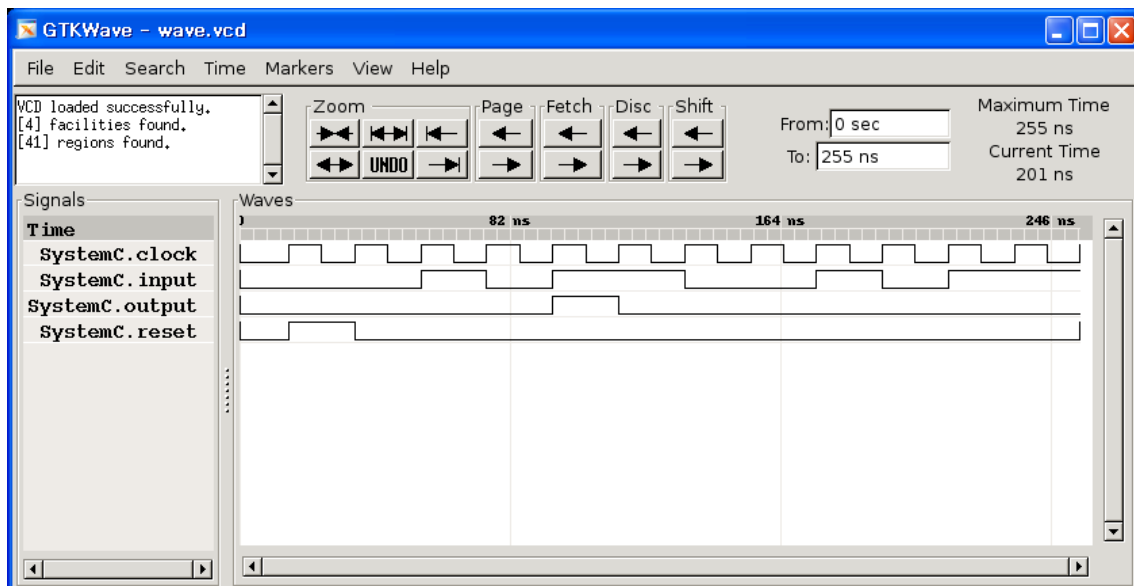 GTKWave - wave.vcd
File Edit Search Time Markers View Help
VCD loaded successfully.
[4] facilities found.
[41] regions found.
Zoom
UNDO
Page
Fetch
Disc
Shift
From: 0 sec
To: 255 ns
Maximum Time
255 ns
Current Time
201 ns
Signals
Waves
Time
82 ns
164 ns
246 ns
SystemC.clock
SystemC.input
SystemC.output
SystemC.reset